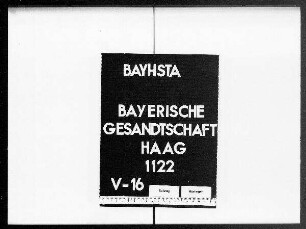 BAYHSTA
BAYERISCHE
GESANDTSCHAFT
HAAG
1122
V-16